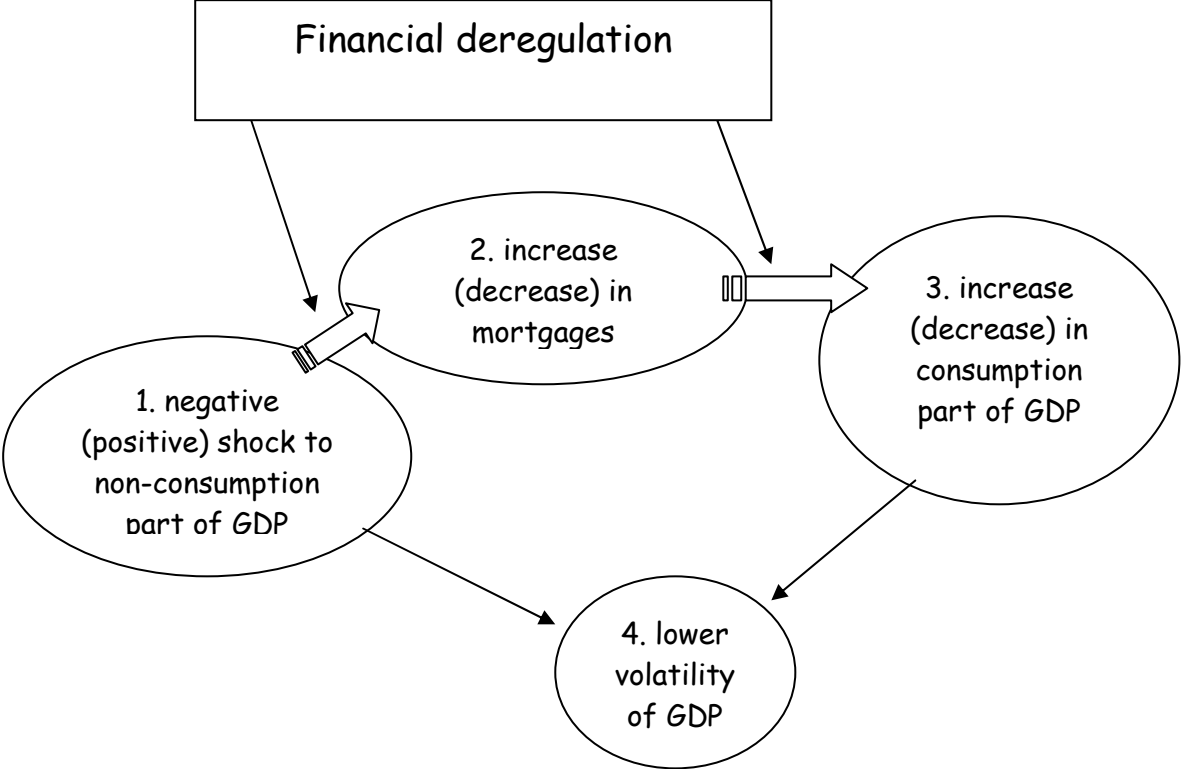 Financial deregulation
2. increase
(decrease) in
mortgages
3. increase
(decrease) in
consumption
part of GDP
1. negative
(positive) shock to
non-consumption
part of GDP
4. lower
volatility
of GDP